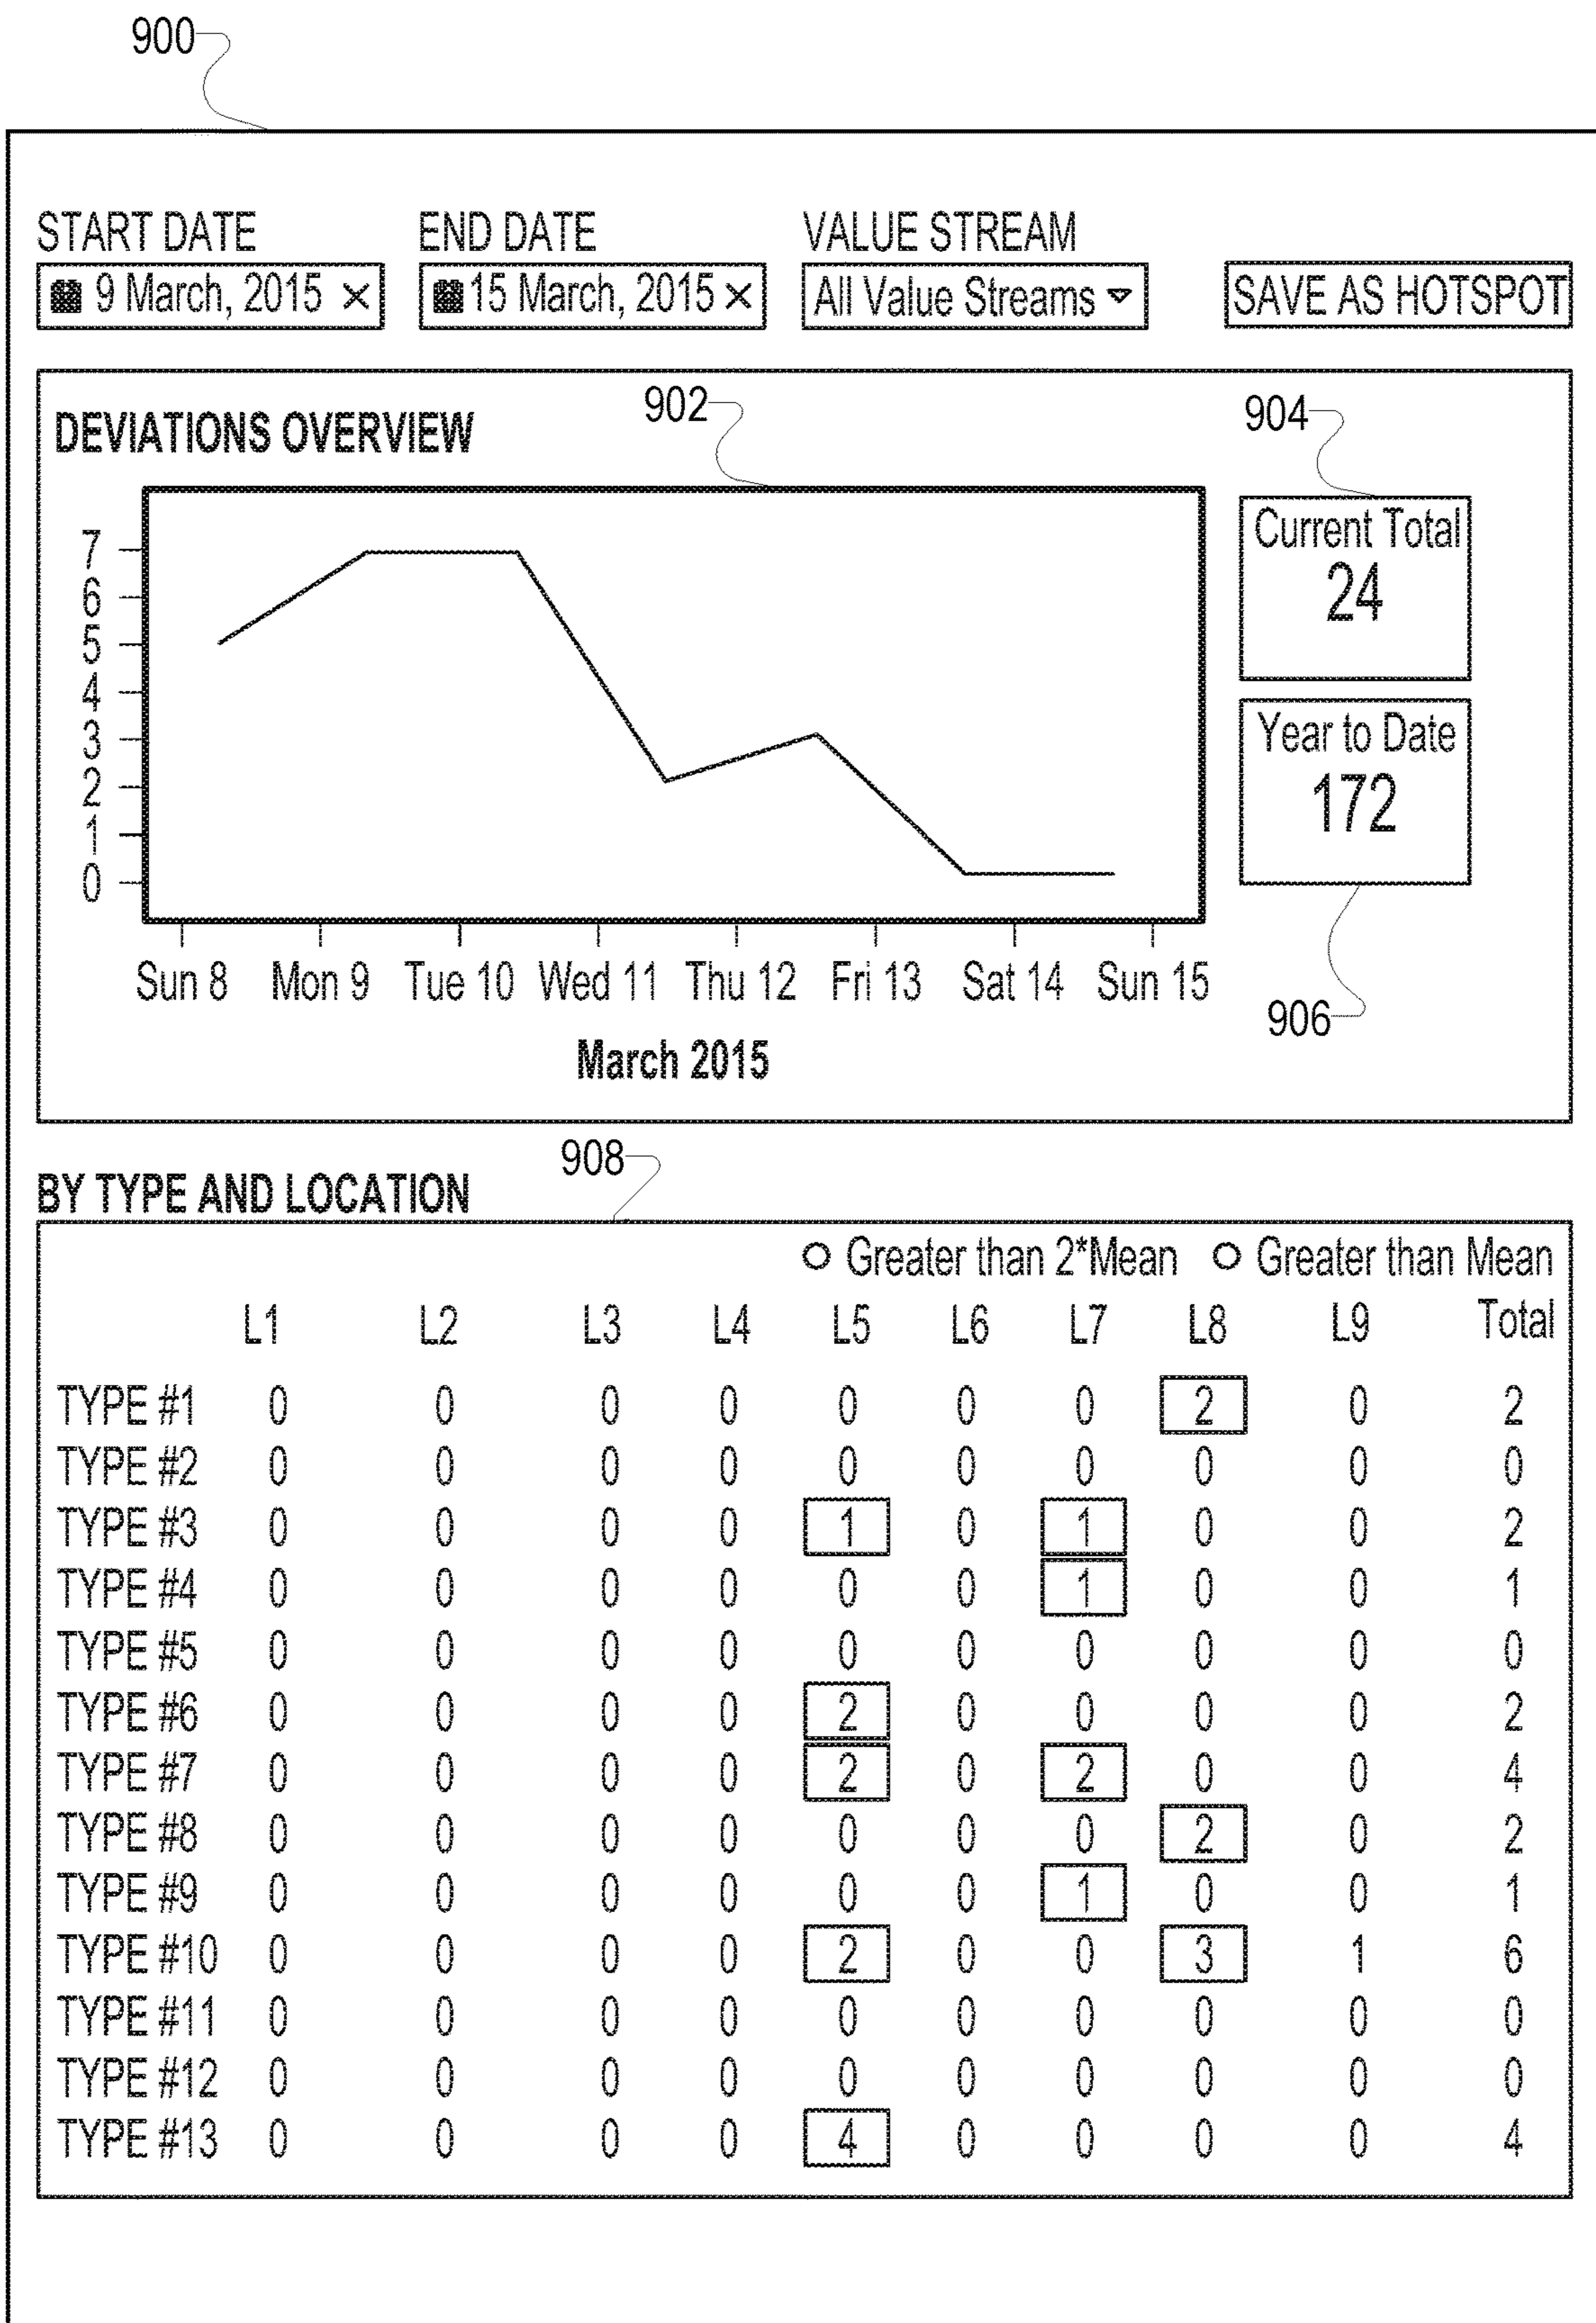 900
START DATE END DATE VALUE STREAM
9 March, 2015 × 15 March, 2015 × All Value Streams SAVE AS HOTSPOT
DEVIATIONS OVERVIEW 902 904
Current Total
24
Year to Date
172
7
6
5
4
3
2
1
0
Sun 8 Mon 9 Tue 10 Wed 11 Thu 12 Fri 13 Sat 14 Sun 15
906
March 2015
908
BY TYPE AND LOCATION
Greater than 2*Mean Greater than Mean
L1 L2 L3 L4 L5 L6 L7 L8 L9 Total
TYPE #1 0 0 0 0 0 0 0 2 0 2
TYPE #2 0 0 0 0 0 0 0 0 0 0
TYPE #3 0 0 0 0 1 0 1 0 0 2
TYPE #4 0 0 0 0 0 0 1 0 0 1
TYPE #5 0 0 0 0 0 0 0 0 0 0
TYPE #6 0 0 0 0 2 0 0 0 0 2
TYPE #7 0 0 0 0 2 0 2 0 0 4
TYPE #8 0 0 0 0 0 0 0 2 0 2
TYPE #9 0 0 0 0 0 0 1 0 0 1
TYPE #10 0 0 0 0 2 0 0 3 1 6
TYPE #11 0 0 0 0 0 0 0 0 0 0
TYPE #12 0 0 0 0 0 0 0 0 0 0
TYPE #13 0 0 0 0 4 0 0 0 0 4